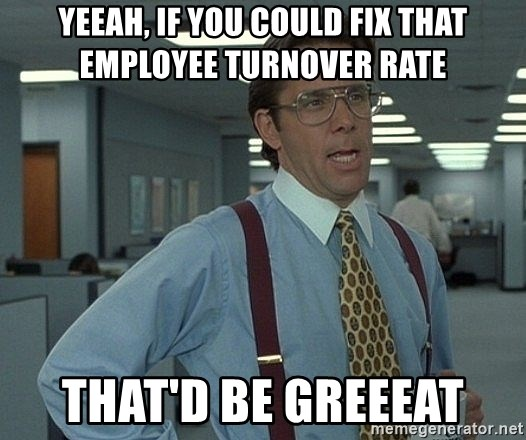 YEEAH, IF YOU COULD FIX THAT
EMPLOYEE TURNOVER RATE
THAT'D BE GREEEAT
memegenerator.net